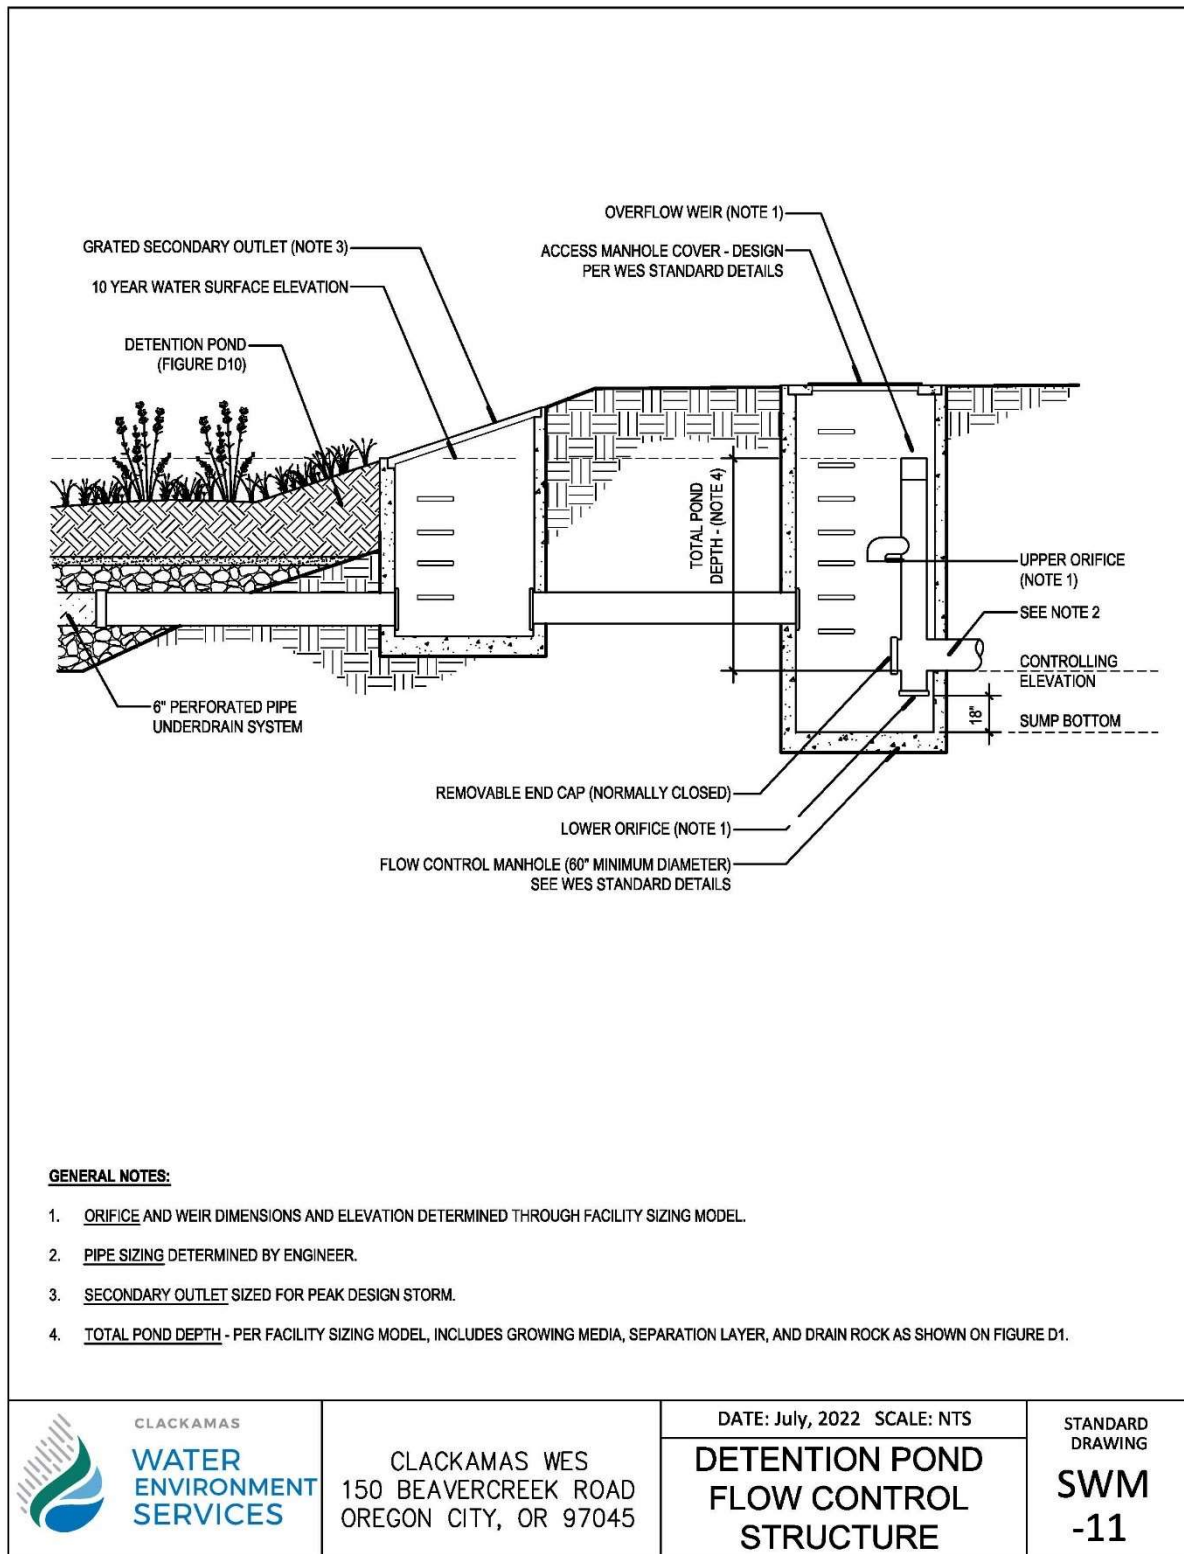 OVERFLOW WEIR (NOTE 1)
GRATED SECONDARY OUTLET (NOTE 3)
ACCESS MANHOLE COVER - DESIGN
PER WES STANDARD DETAILS
10 YEAR WATER SURFACE ELEVATION
DETENTION POND
(FIGURE D10)
TOTAL POND
DEPTH - (NOTE 4)
UPPER ORIFICE
(NOTE 1)
SEE NOTE 2
CONTROLLING
ELEVATION
18"
SUMP BOTTOM
6" PERFORATED PIPE
UNDERDRAIN SYSTEM
REMOVABLE END CAP (NORMALLY CLOSED)
LOWER ORIFICE (NOTE 1)
FLOW CONTROL MANHOLE (60" MINIMUM DIAMETER)
SEE WES STANDARD DETAILS
GENERAL NOTES:
1. ORIFICE AND WEIR DIMENSIONS AND ELEVATION DETERMINED THROUGH FACILITY SIZING MODEL.
2. PIPE SIZING DETERMINED BY ENGINEER.
3. SECONDARY OUTLET SIZED FOR PEAK DESIGN STORM.
4. TOTAL POND DEPTH - PER FACILITY SIZING MODEL, INCLUDES GROWING MEDIA, SEPARATION LAYER, AND DRAIN ROCK AS SHOWN ON FIGURE D1.
CLACKAMAS
WATER
ENVIRONMENT
SERVICES
CLACKAMAS WES
150 BEAVERCREEK ROAD
OREGON CITY, OR 97045
DATE: July, 2022 SCALE: NTS
DETENTION POND
FLOW CONTROL
STRUCTURE
STANDARD
DRAWING
SWM
-11